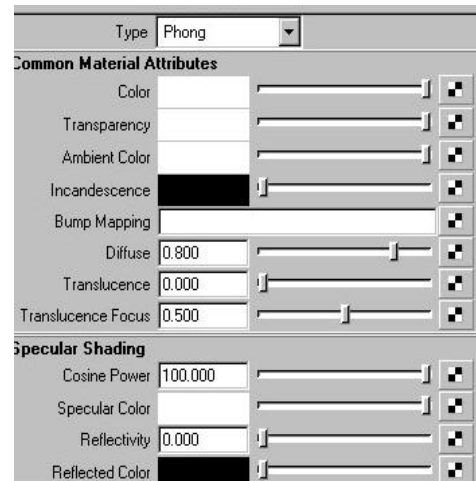 Type Phong
Common Material Attributes
Color
Transparency
Ambient Color
Incandescence
Bump Mapping
Diffuse 0.800
Translucence 0.000
Translucence Focus 0.500
Specular Shading
Cosine Power 100.000
Specular Color
Reflectivity 0.000
Reflected Color